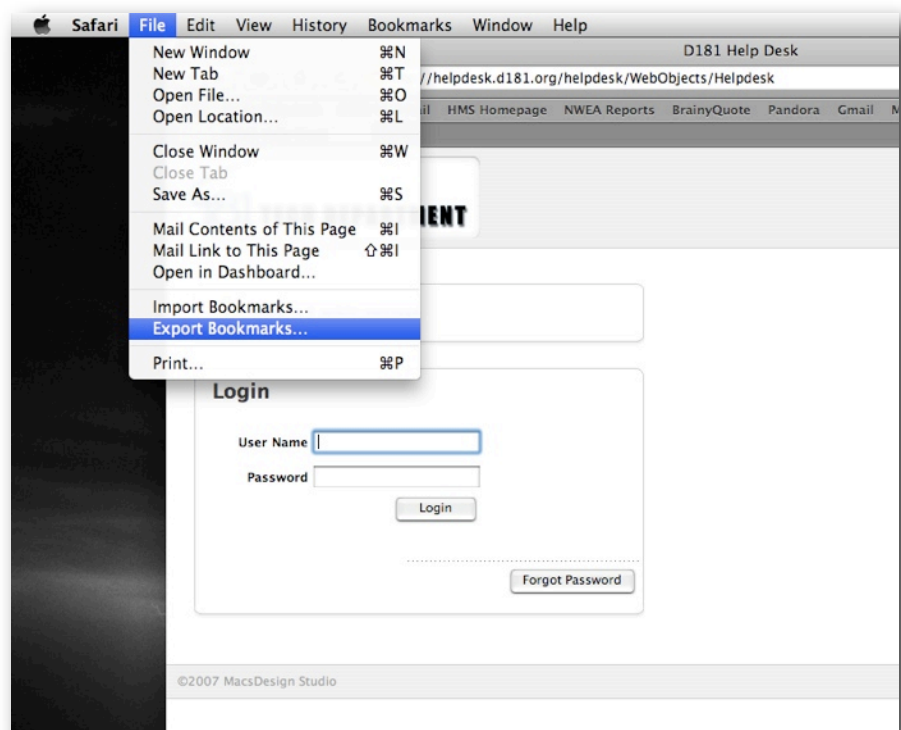 Safari File Edit View History Bookmarks Window Help
D181 Help Desk
New Window ⌘N
New Tab ⌘T
//helpdesk.d181.org/helpdesk/WebObjects/Helpdesk
Open File... ⌘O
Open Location... ⌘L
il HMS Homepage NWEA Reports BrainyQuote Pandora Gmail M
Close Window ⌘W
Close Tab
Save As... ⌘S
Mail Contents of This Page ⌘I
Mail Link to This Page ⇧⌘I
Open in Dashboard...
Import Bookmarks...
Export Bookmarks...
Print... ⌘P
Login
User Name
Password
Login
Forgot Password
©2007 MacsDesign Studio